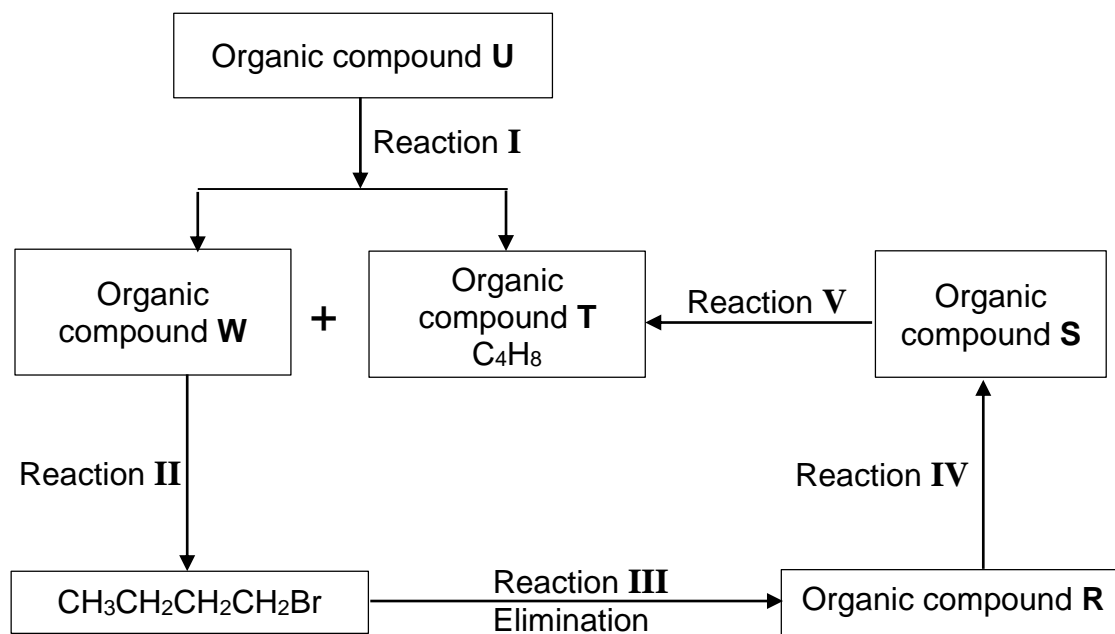 Organic compound U
Reaction I
Organic
compound W
+
Organic
compound T
C₄H₈
Reaction V
Organic
compound S
Reaction II
Reaction IV
CH₃CH₂CH₂CH₂Br
Reaction III
Elimination
Organic compound R